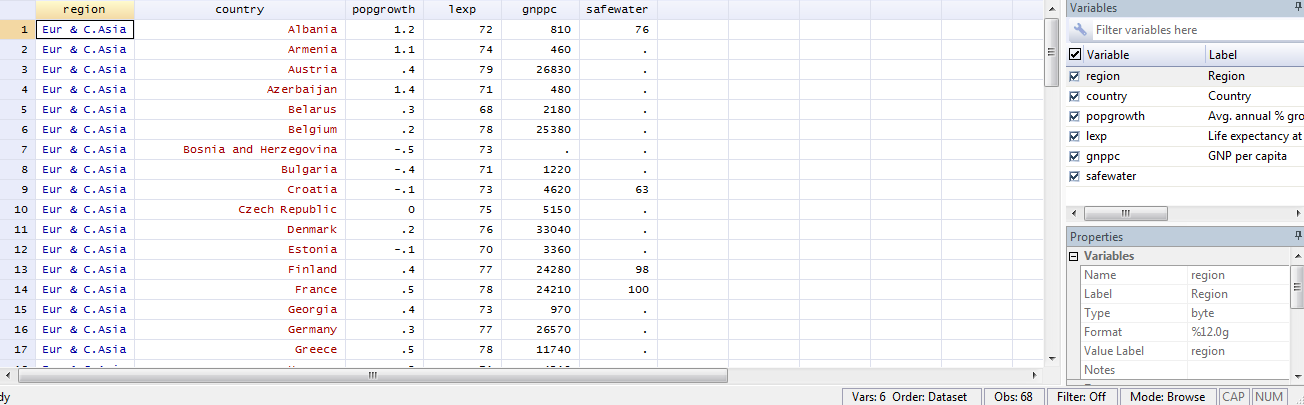 region country popgrowth lexp gnppc safewater
1 Eur & C.Asia Albania 1.2 72 810 76
2 Eur & C.Asia Armenia 1.1 74 460 .
3 Eur & C.Asia Austria .4 79 26830 .
4 Eur & C.Asia Azerbaijan 1.4 71 480 .
5 Eur & C.Asia Belarus .3 68 2180 .
6 Eur & C.Asia Belgium .2 78 25380 .
7 Eur & C.Asia Bosnia and Herzegovina -.5 73 . .
8 Eur & C.Asia Bulgaria -.4 71 1220 .
9 Eur & C.Asia Croatia -.1 73 4620 63
10 Eur & C.Asia Czech Republic 0 75 5150 .
11 Eur & C.Asia Denmark .2 76 33040 .
12 Eur & C.Asia Estonia -.1 70 3360 .
13 Eur & C.Asia Finland .4 77 24280 98
14 Eur & C.Asia France .5 78 24210 100
15 Eur & C.Asia Georgia .4 73 970 .
16 Eur & C.Asia Germany .3 77 26570 .
17 Eur & C.Asia Greece .5 78 11740 .
Variables
Filter variables here
Variable Label
region Region
country Country
popgrowth Avg. annual % gro
lexp Life expectancy at
gnppc GNP per capita
safewater
Properties
Variables
Name region
Label Region
Type byte
Format %12.0g
Value Label region
Notes
dy
Vars: 6 Order: Dataset Obs: 68 Filter: Off Mode: Browse CAP NUM